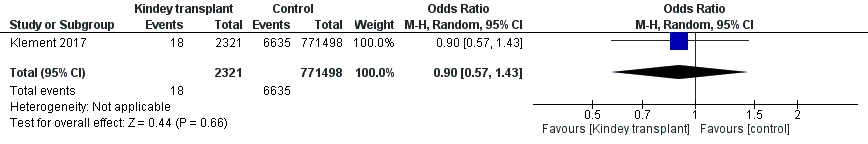 Kindey transplant Control Odds Ratio Odds Ratio
Study or Subgroup Events Total Events Total Weight M-H, Random, 95% CI M-H, Random, 95% CI
Klement 2017 18 2321 6635 771498 100.0% 0.90 [0.57, 1.43]
Total (95% CI) 2321 771498 100.0% 0.90 [0.57, 1.43]
Total events 18 6635
Heterogeneity: Not applicable
Test for overall effect: Z = 0.44 (P = 0.66)
0.5 0.7 1 1.5 2
Favours [Kindey transplant] Favours [control]